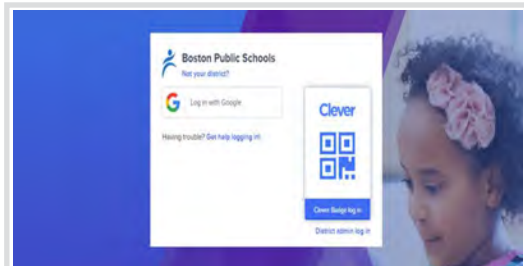 Boston Public Schools
Not your district?
Log in with Google
Having trouble? Get help logging in!
Clever
Clever Badge log in
District admin log in